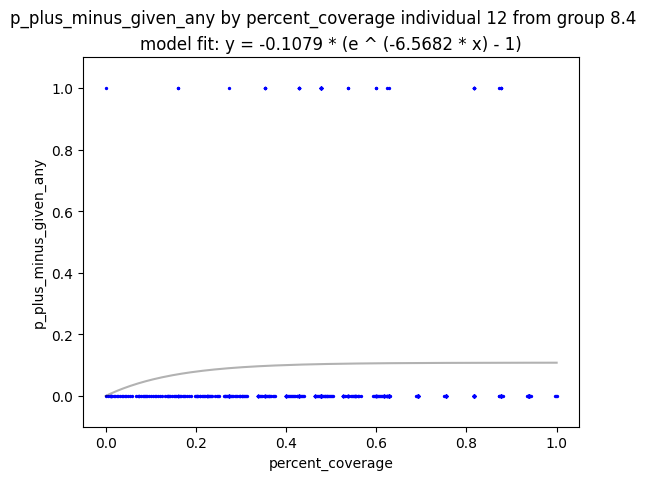 p_plus_minus_given_any by percent_coverage individual 12 from group 8.4
model fit: y = -0.1079 * (e ^ (-6.5682 * x) - 1)
p_plus_minus_given_any
1.0
0.8
0.6
0.4
0.2
0.0
0.0 0.2 0.4 0.6 0.8 1.0
percent_coverage